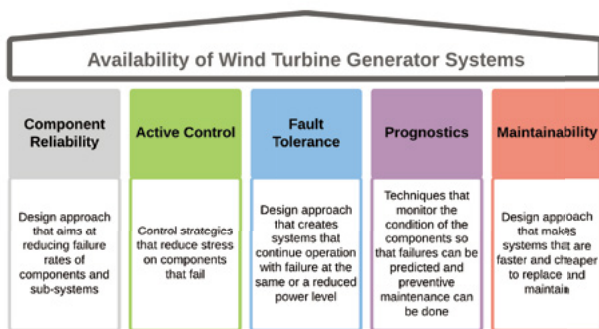 Availability of Wind Turbine Generator Systems
Component
Reliability
Active Control
Fault
Tolerance
Prognostics
Maintainability
Design approach
that aims at
reducing failure
rates of
components and
sub-systems
Control strategies
that reduce stress
on components
that fail
Design approach
that creates
systems that
continue operation
with failure at the
same or a reduced
power level
Techniques that
monitor the
condition of the
components so
that failures can be
predicted and
preventive
maintenance can
be done
Design approach
that makes
systems that are
faster and cheaper
to replace and
maintain